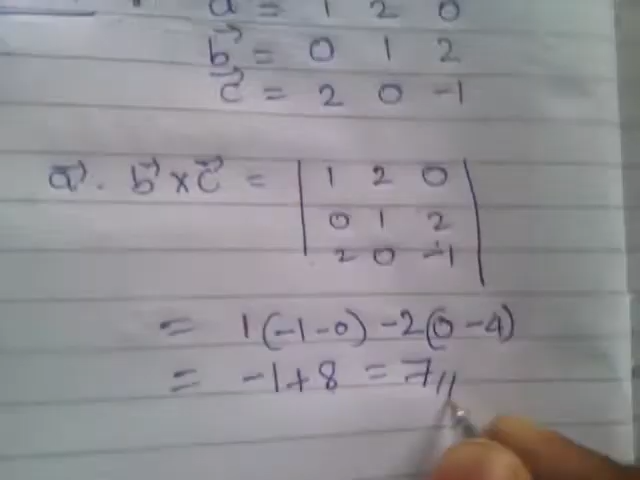 a⃗ = 1 2 0
b⃗ = 0 1 2
c⃗ = 2 0 -1
a⃗ . b⃗ × c⃗ = | 1 2 0 |
0 1 2
2 0 -1
= 1(-1-0) -2(0-4)
= -1+8 = 7//